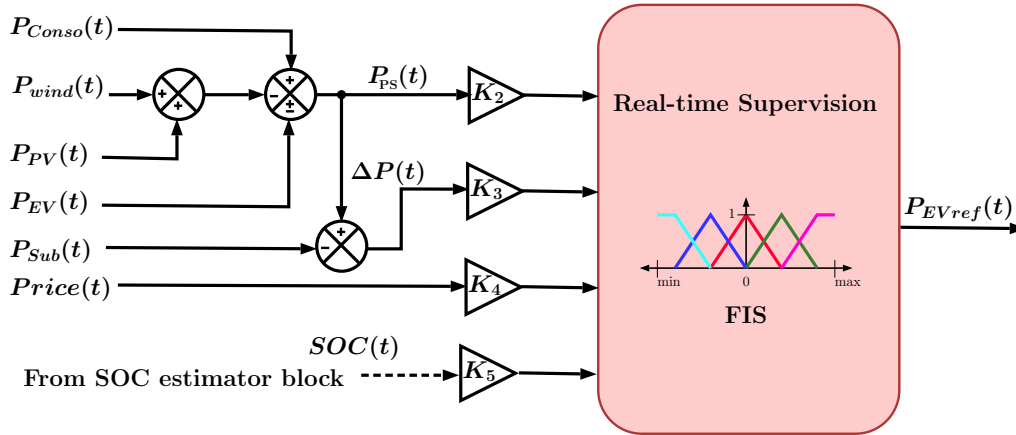 P_Conso(t)
P_wind(t)
P_PV(t)
P_EV(t)
P_Sub(t)
Price(t)
From SOC estimator block
SOC(t)
+
+
+
-
+
-
+
-
P_PS(t)
ΔP(t)
K_2
K_3
K_4
K_5
Real-time Supervision
1
min
0
max
FIS
P_EVref(t)